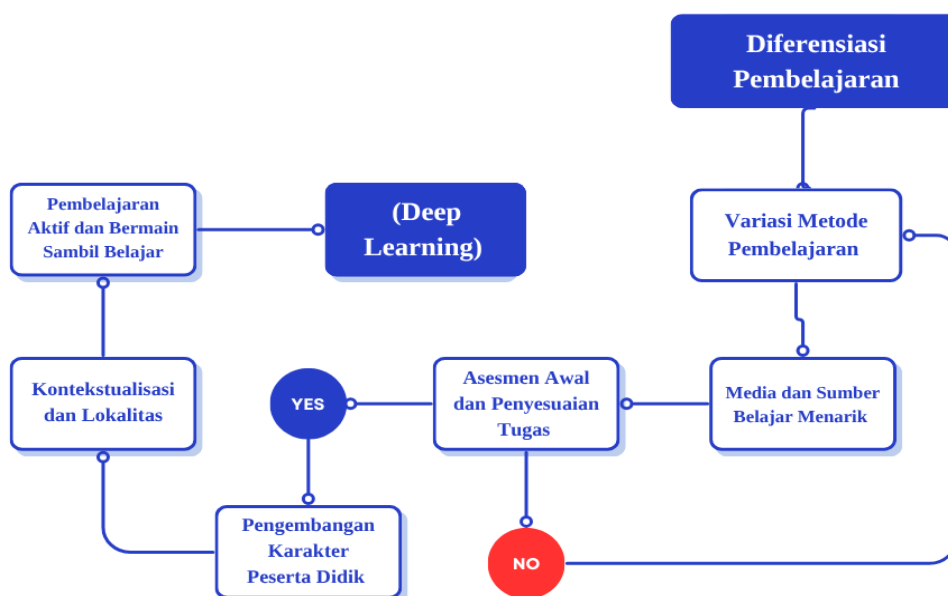 Diferensiasi
Pembelajaran
Variasi Metode
Pembelajaran
Media dan Sumber
Belajar Menarik
Asesmen Awal
dan Penyesuaian
Tugas
YES
NO
Pengembangan
Karakter
Peserta Didik
Kontekstualisasi
dan Lokalitas
Pembelajaran
Aktif dan Bermain
Sambil Belajar
(Deep
Learning)